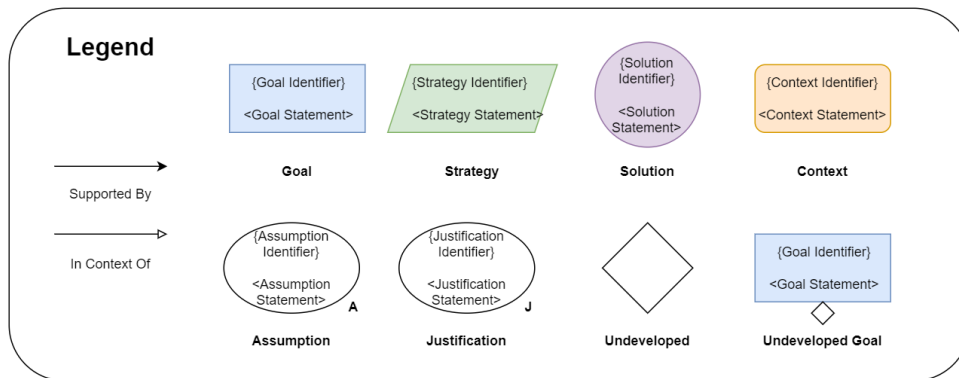 Legend
{Goal Identifier}
<Goal Statement>
Goal
{Strategy Identifier}
<Strategy Statement>
Strategy
{Solution
Identifier}
<Solution
Statement>
Solution
{Context Identifier}
<Context Statement>
Context
Supported By
In Context Of
{Assumption
Identifier}
<Assumption
Statement>
A
Assumption
{Justification
Identifier}
<Justification
Statement>
J
Justification
Undeveloped
{Goal Identifier}
<Goal Statement>
Undeveloped Goal